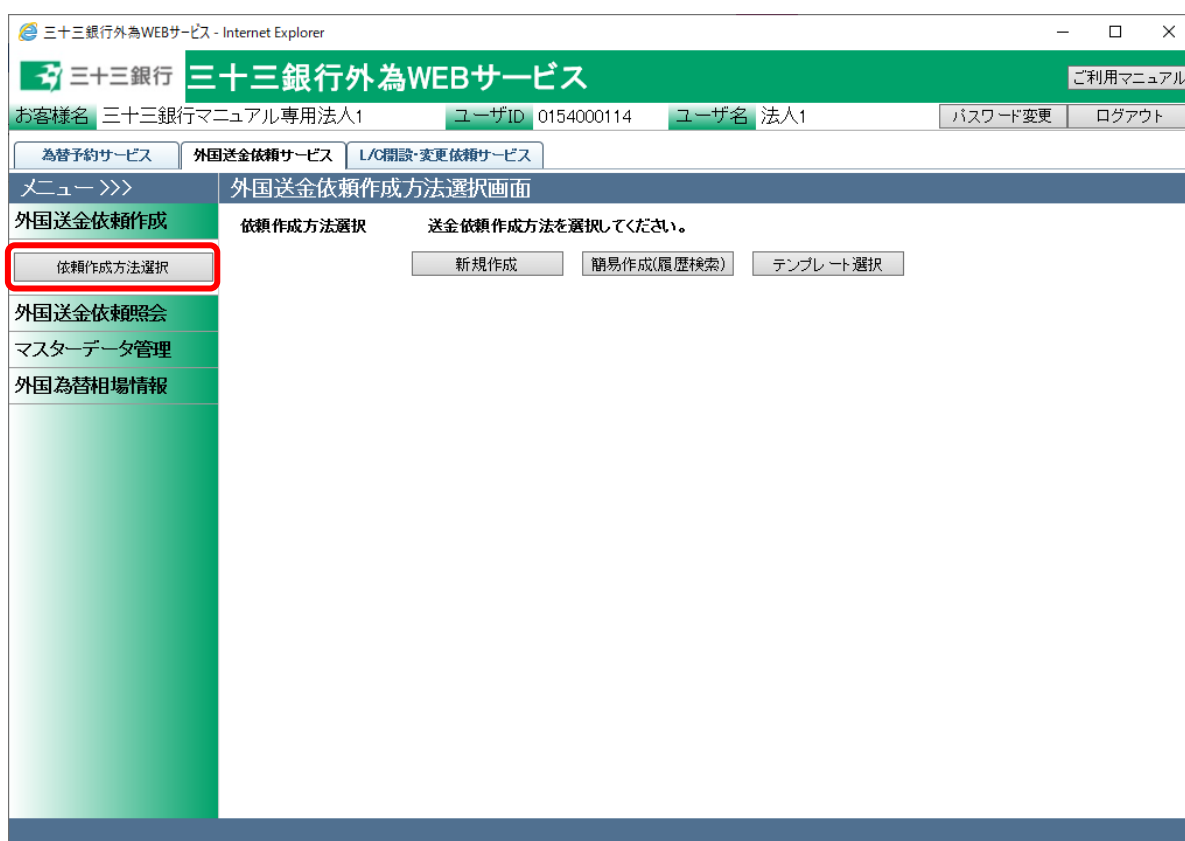 三十三銀行外為WEBサービス - Internet Explorer
三十三銀行 三十三銀行外為WEBサービス ご利用マニュアル
お客様名 三十三銀行マニュアル専用法人1 ユーザID 0154000114 ユーザ名 法人1 パスワード変更 ログアウト
為替予約サービス 外国送金依頼サービス L/C開設・変更依頼サービス
メニュー >>> 外国送金依頼作成方法選択画面
外国送金依頼作成 依頼作成方法選択 送金依頼作成方法を選択してください。
依頼作成方法選択 新規作成 簡易作成(履歴検索) テンプレート選択
外国送金依頼照会
マスターデータ管理
外国為替相場情報